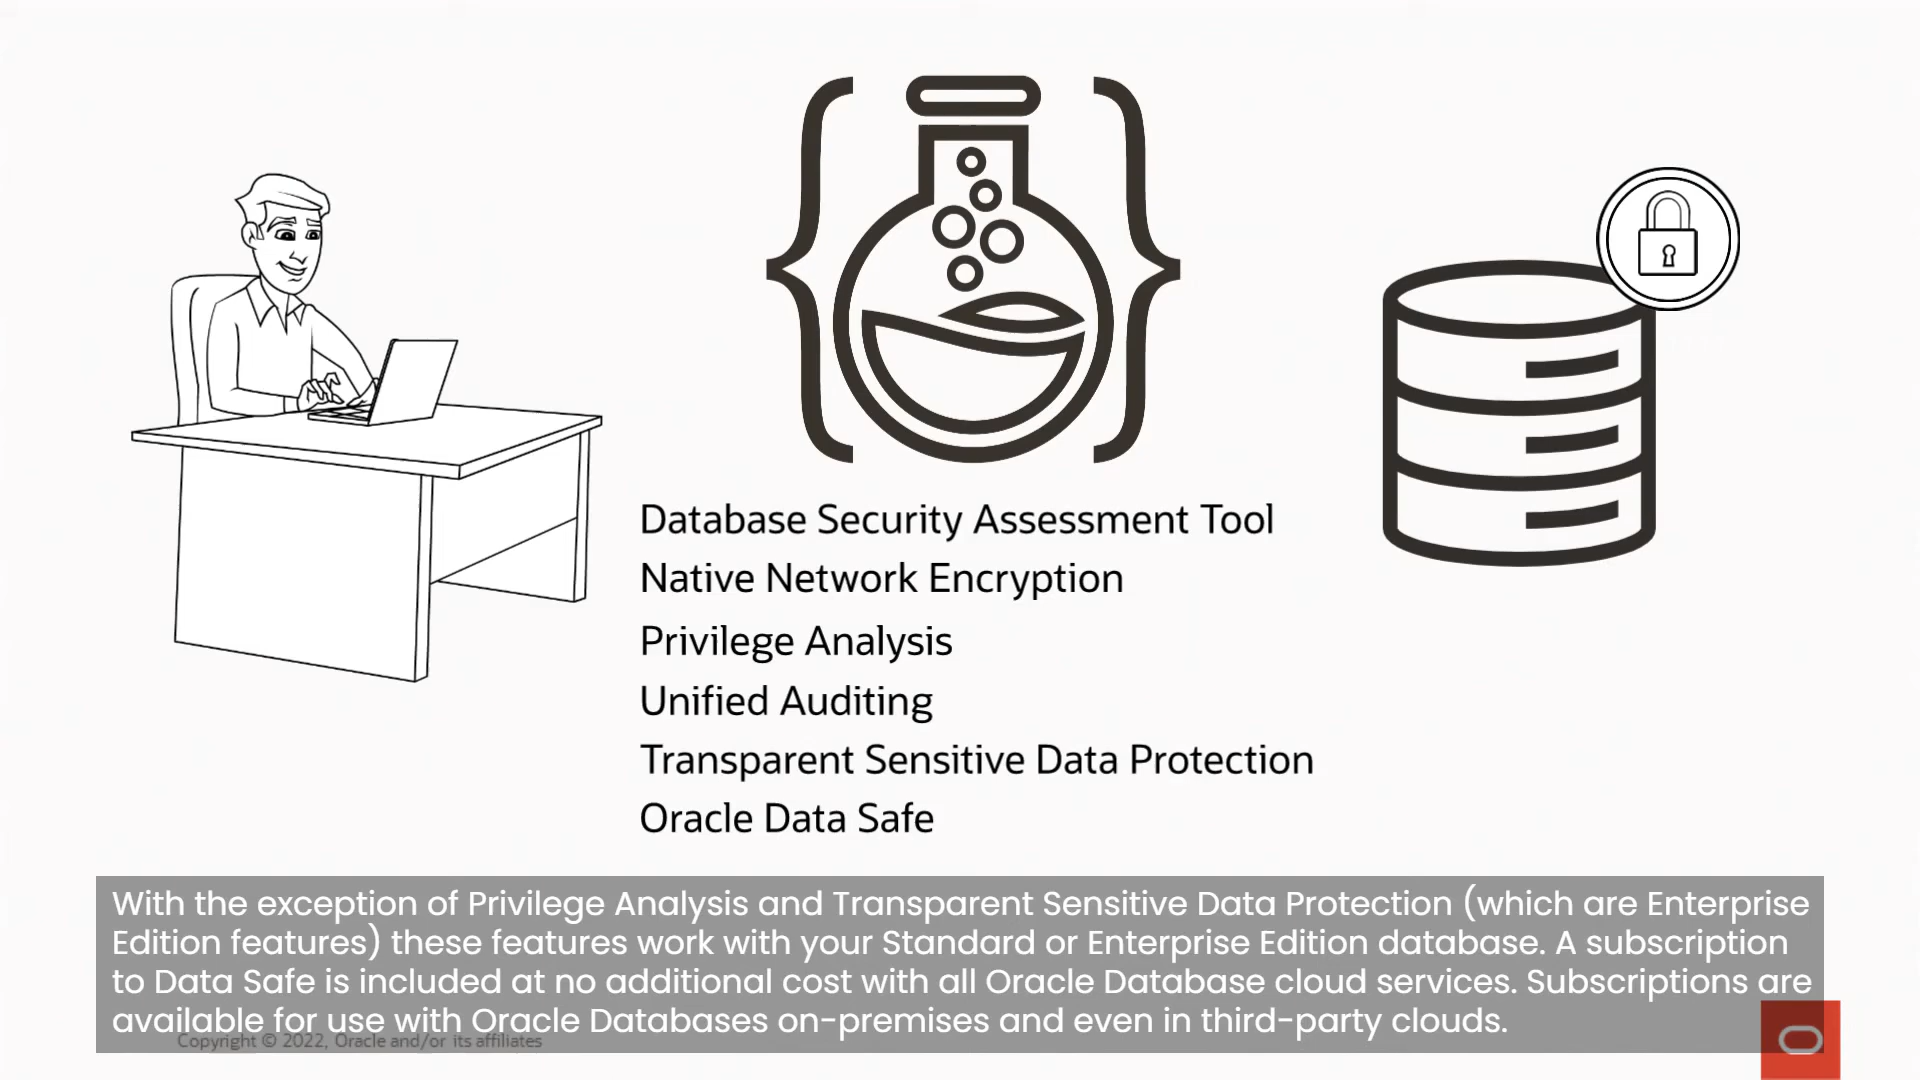 Database Security Assessment Tool
Native Network Encryption
Privilege Analysis
Unified Auditing
Transparent Sensitive Data Protection
Oracle Data Safe
With the exception of Privilege Analysis and Transparent Sensitive Data Protection (which are Enterprise
Edition features) these features work with your Standard or Enterprise Edition database. A subscription
to Data Safe is included at no additional cost with all Oracle Database cloud services. Subscriptions are
available for use with Oracle Databases on-premises and even in third-party clouds.
Copyright © 2022, Oracle and/or its affiliates